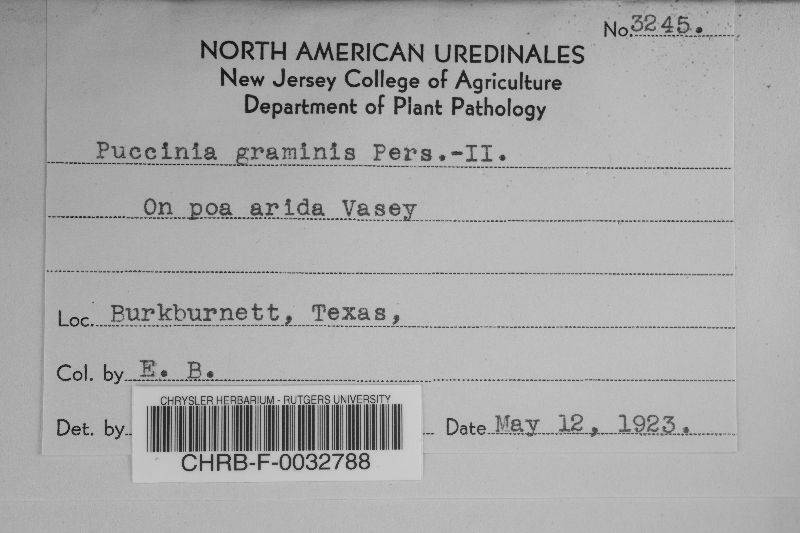 No. 3245.
NORTH AMERICAN UREDINALES
New Jersey College of Agriculture
Department of Plant Pathology
Puccinia graminis Pers.-II.
On poa arida Vasey
Loc. Burkburnett, Texas,
Col. by E. B.
CHRYSLER HERBARIUM - RUTGERS UNIVERSITY
Det. by Date May 12, 1923.
CHRB-F-0032788